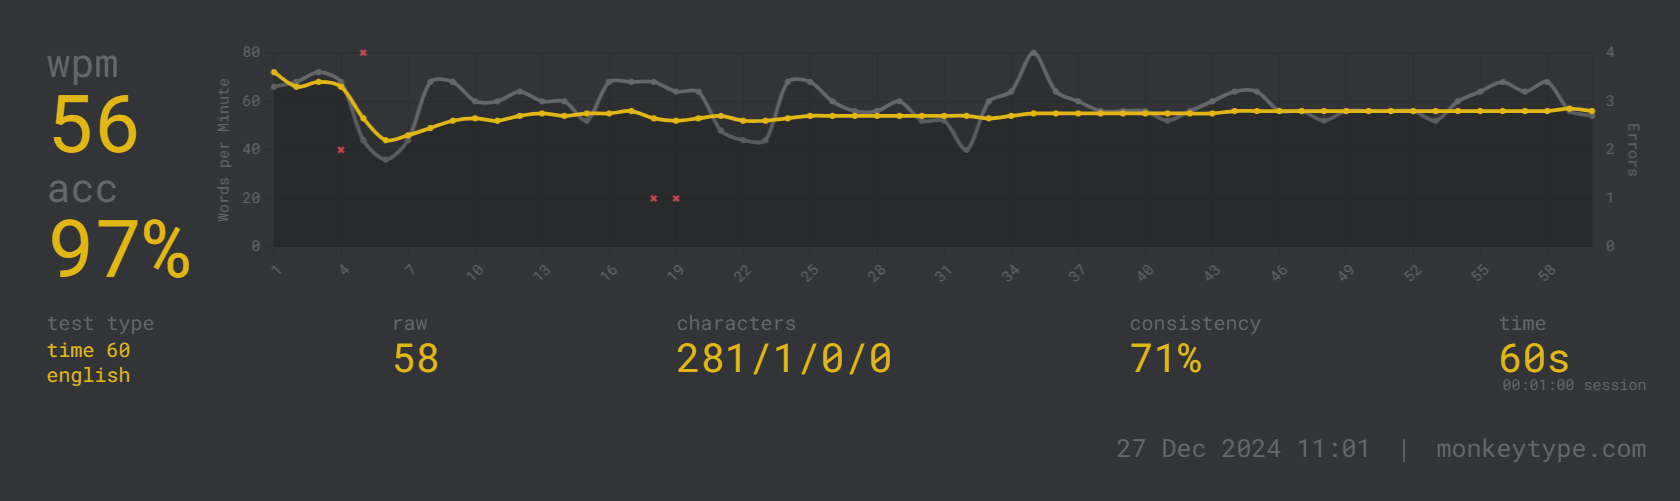 wpm
56
acc
97%
Words per Minute
80
60
40
20
0
4
3
2
1
0
Errors
1 4 7 10 13 16 19 22 25 28 31 34 37 40 43 46 49 52 55 58
test type
time 60
english
raw
58
characters
281/1/0/0
consistency
71%
time
60s
00:01:00 session
27 Dec 2024 11:01 | monkeytype.com